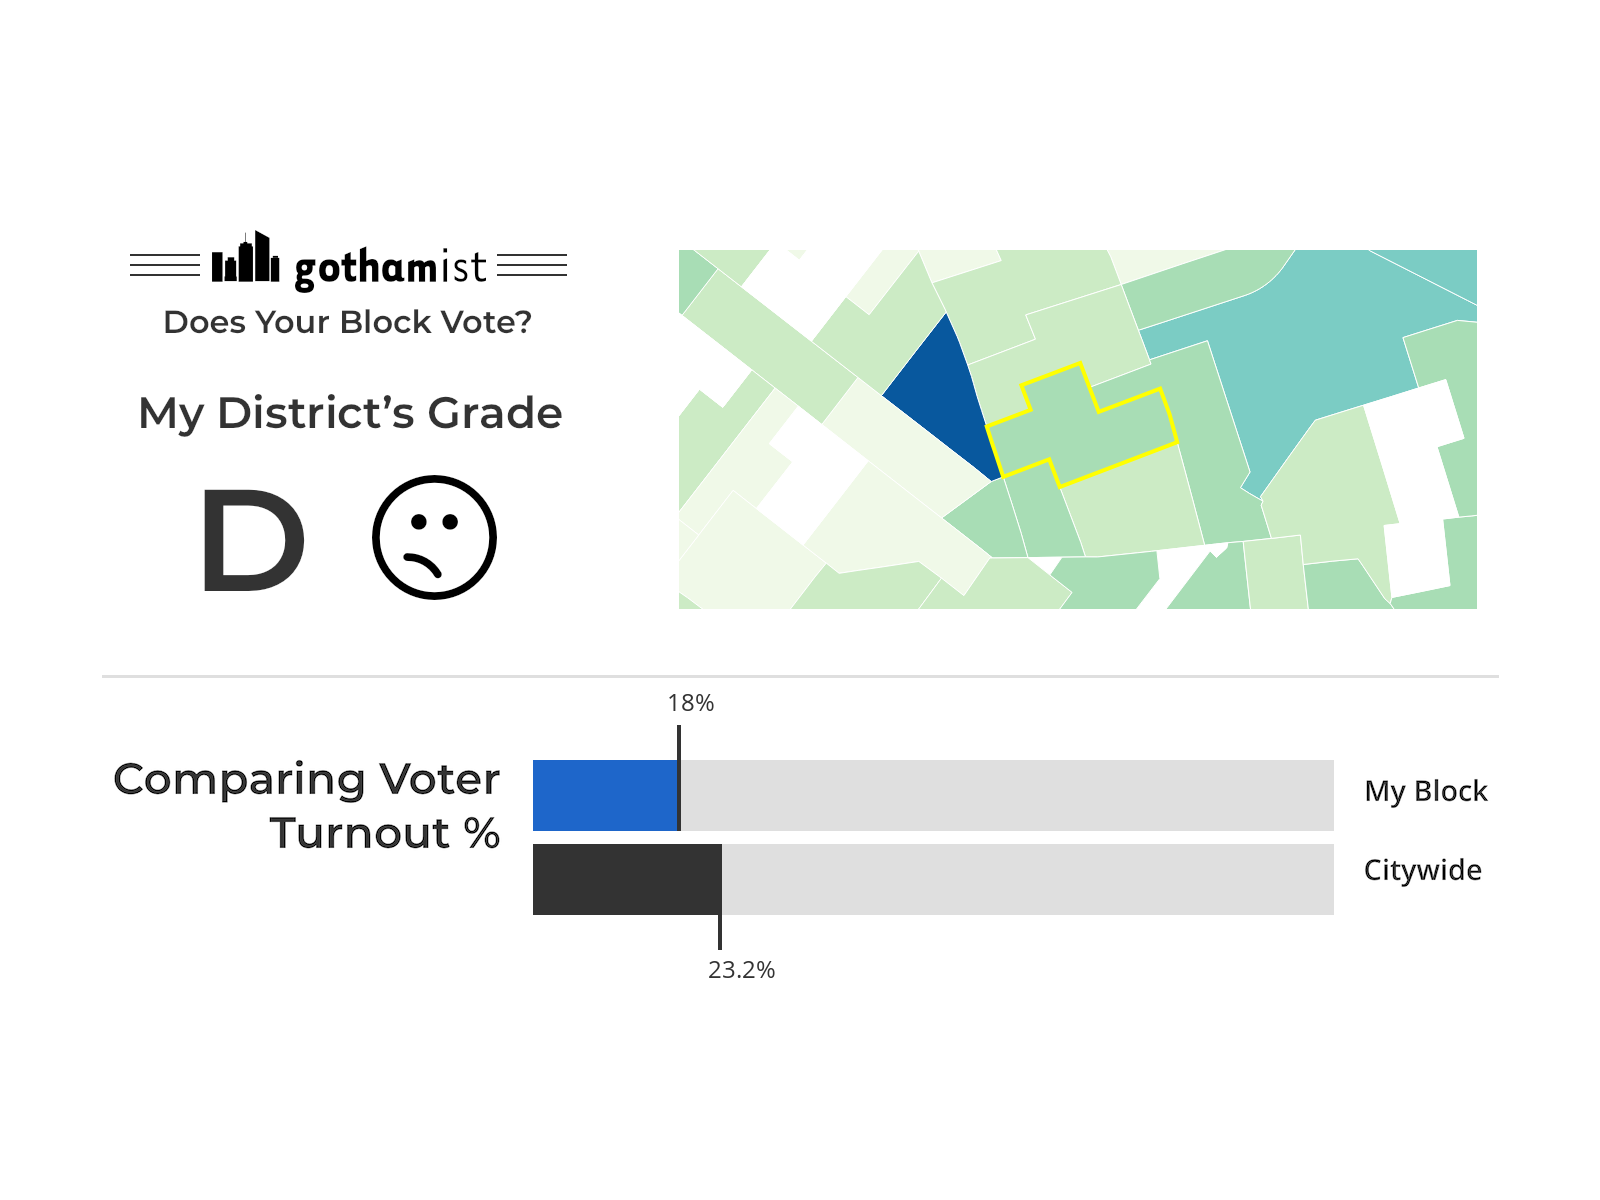 gothamist
Does Your Block Vote?
My District’s Grade
D
18%
Comparing Voter
Turnout %
My Block
Citywide
23.2%